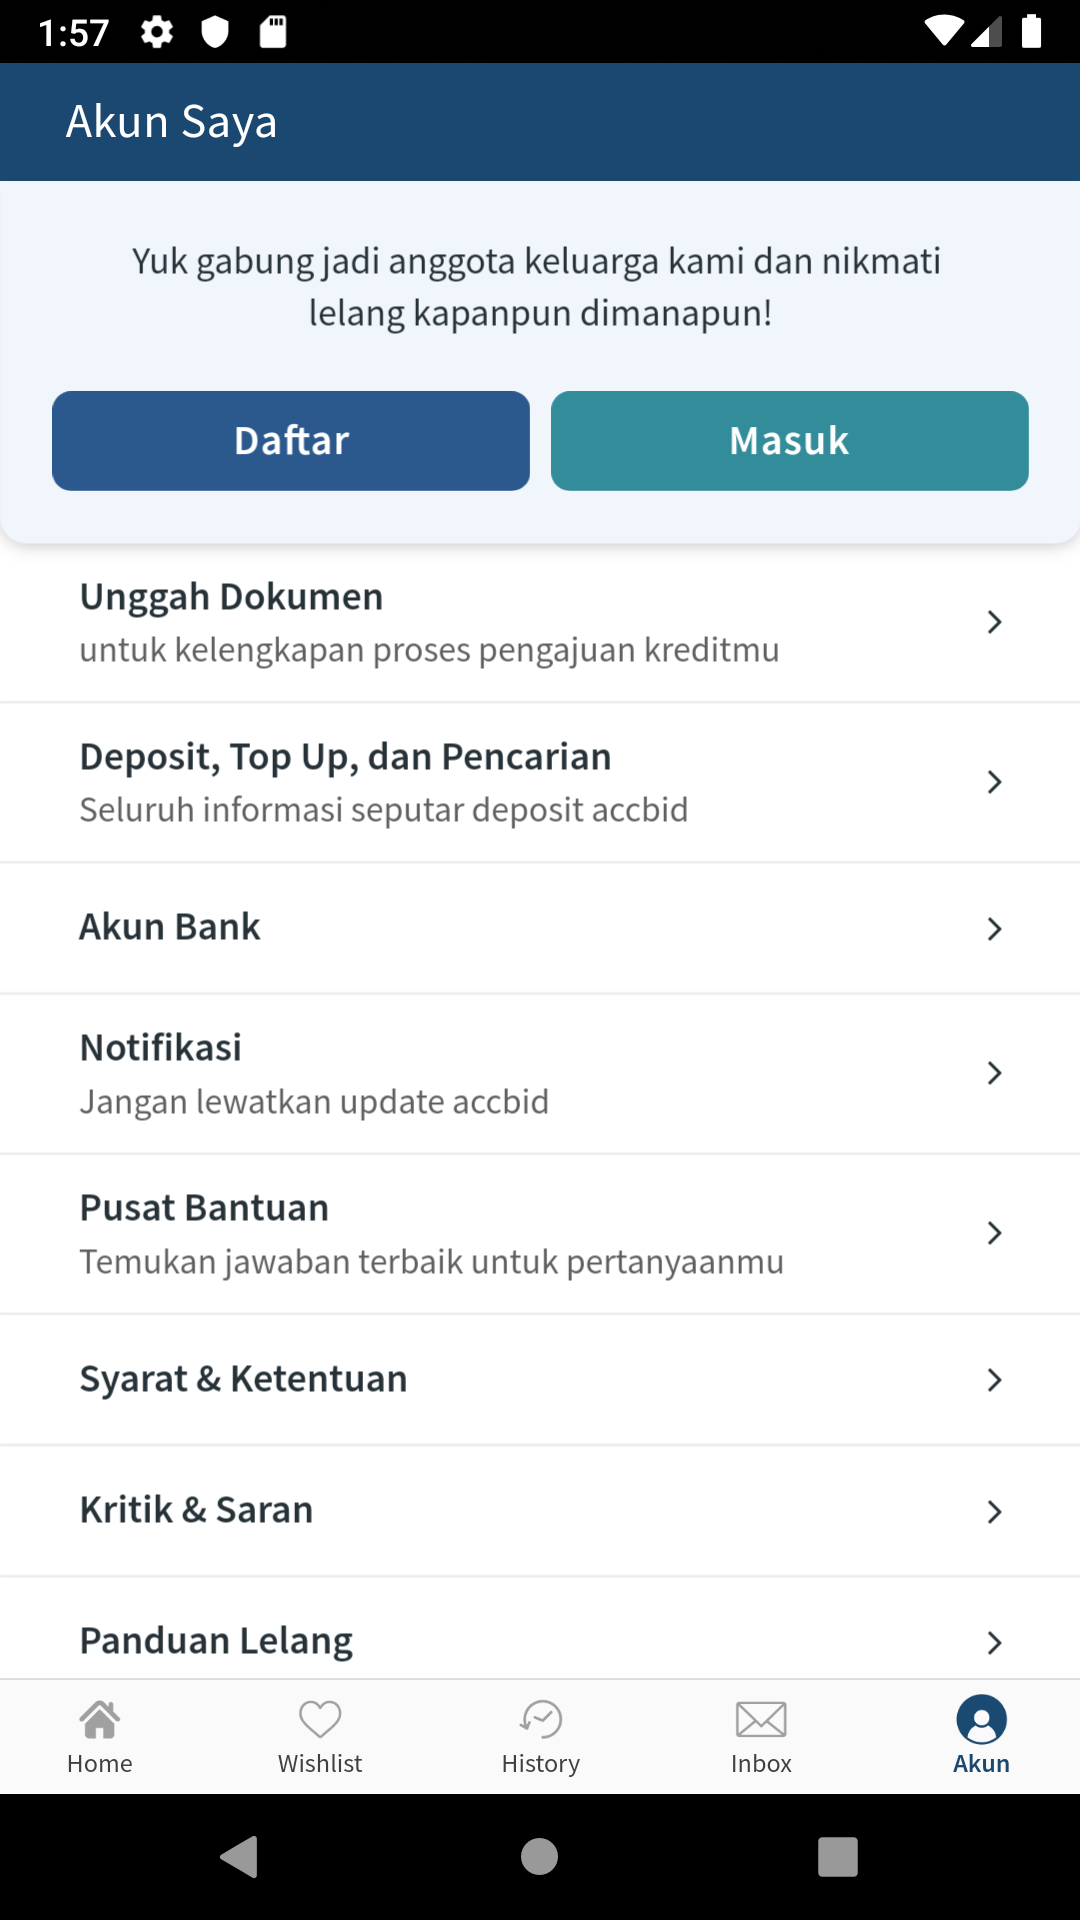 1:57
Akun Saya
Yuk gabung jadi anggota keluarga kami dan nikmati
lelang kapanpun dimanapun!
Daftar
Masuk
Unggah Dokumen
untuk kelengkapan proses pengajuan kreditmu
Deposit, Top Up, dan Pencarian
Seluruh informasi seputar deposit accbid
Akun Bank
Notifikasi
Jangan lewatkan update accbid
Pusat Bantuan
Temukan jawaban terbaik untuk pertanyaanmu
Syarat & Ketentuan
Kritik & Saran
Panduan Lelang
Home
Wishlist
History
Inbox
Akun